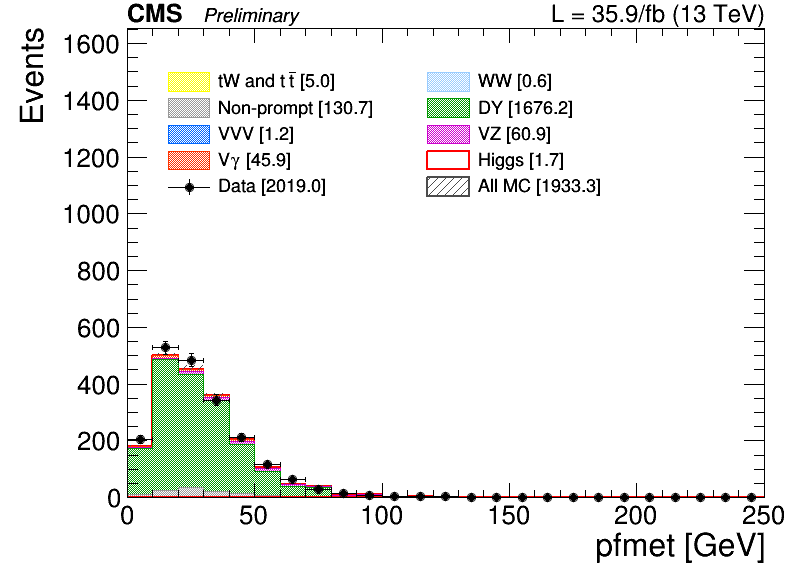 CMS Preliminary L = 35.9/fb (13 TeV)
Events
1600
1400
1200
1000
800
600
400
200
0
tW and t t̅ [5.0]
Non-prompt [130.7]
VVV [1.2]
Vγ [45.9]
Data [2019.0]
WW [0.6]
DY [1676.2]
VZ [60.9]
Higgs [1.7]
All MC [1933.3]
0 50 100 150 200 250
pfmet [GeV]